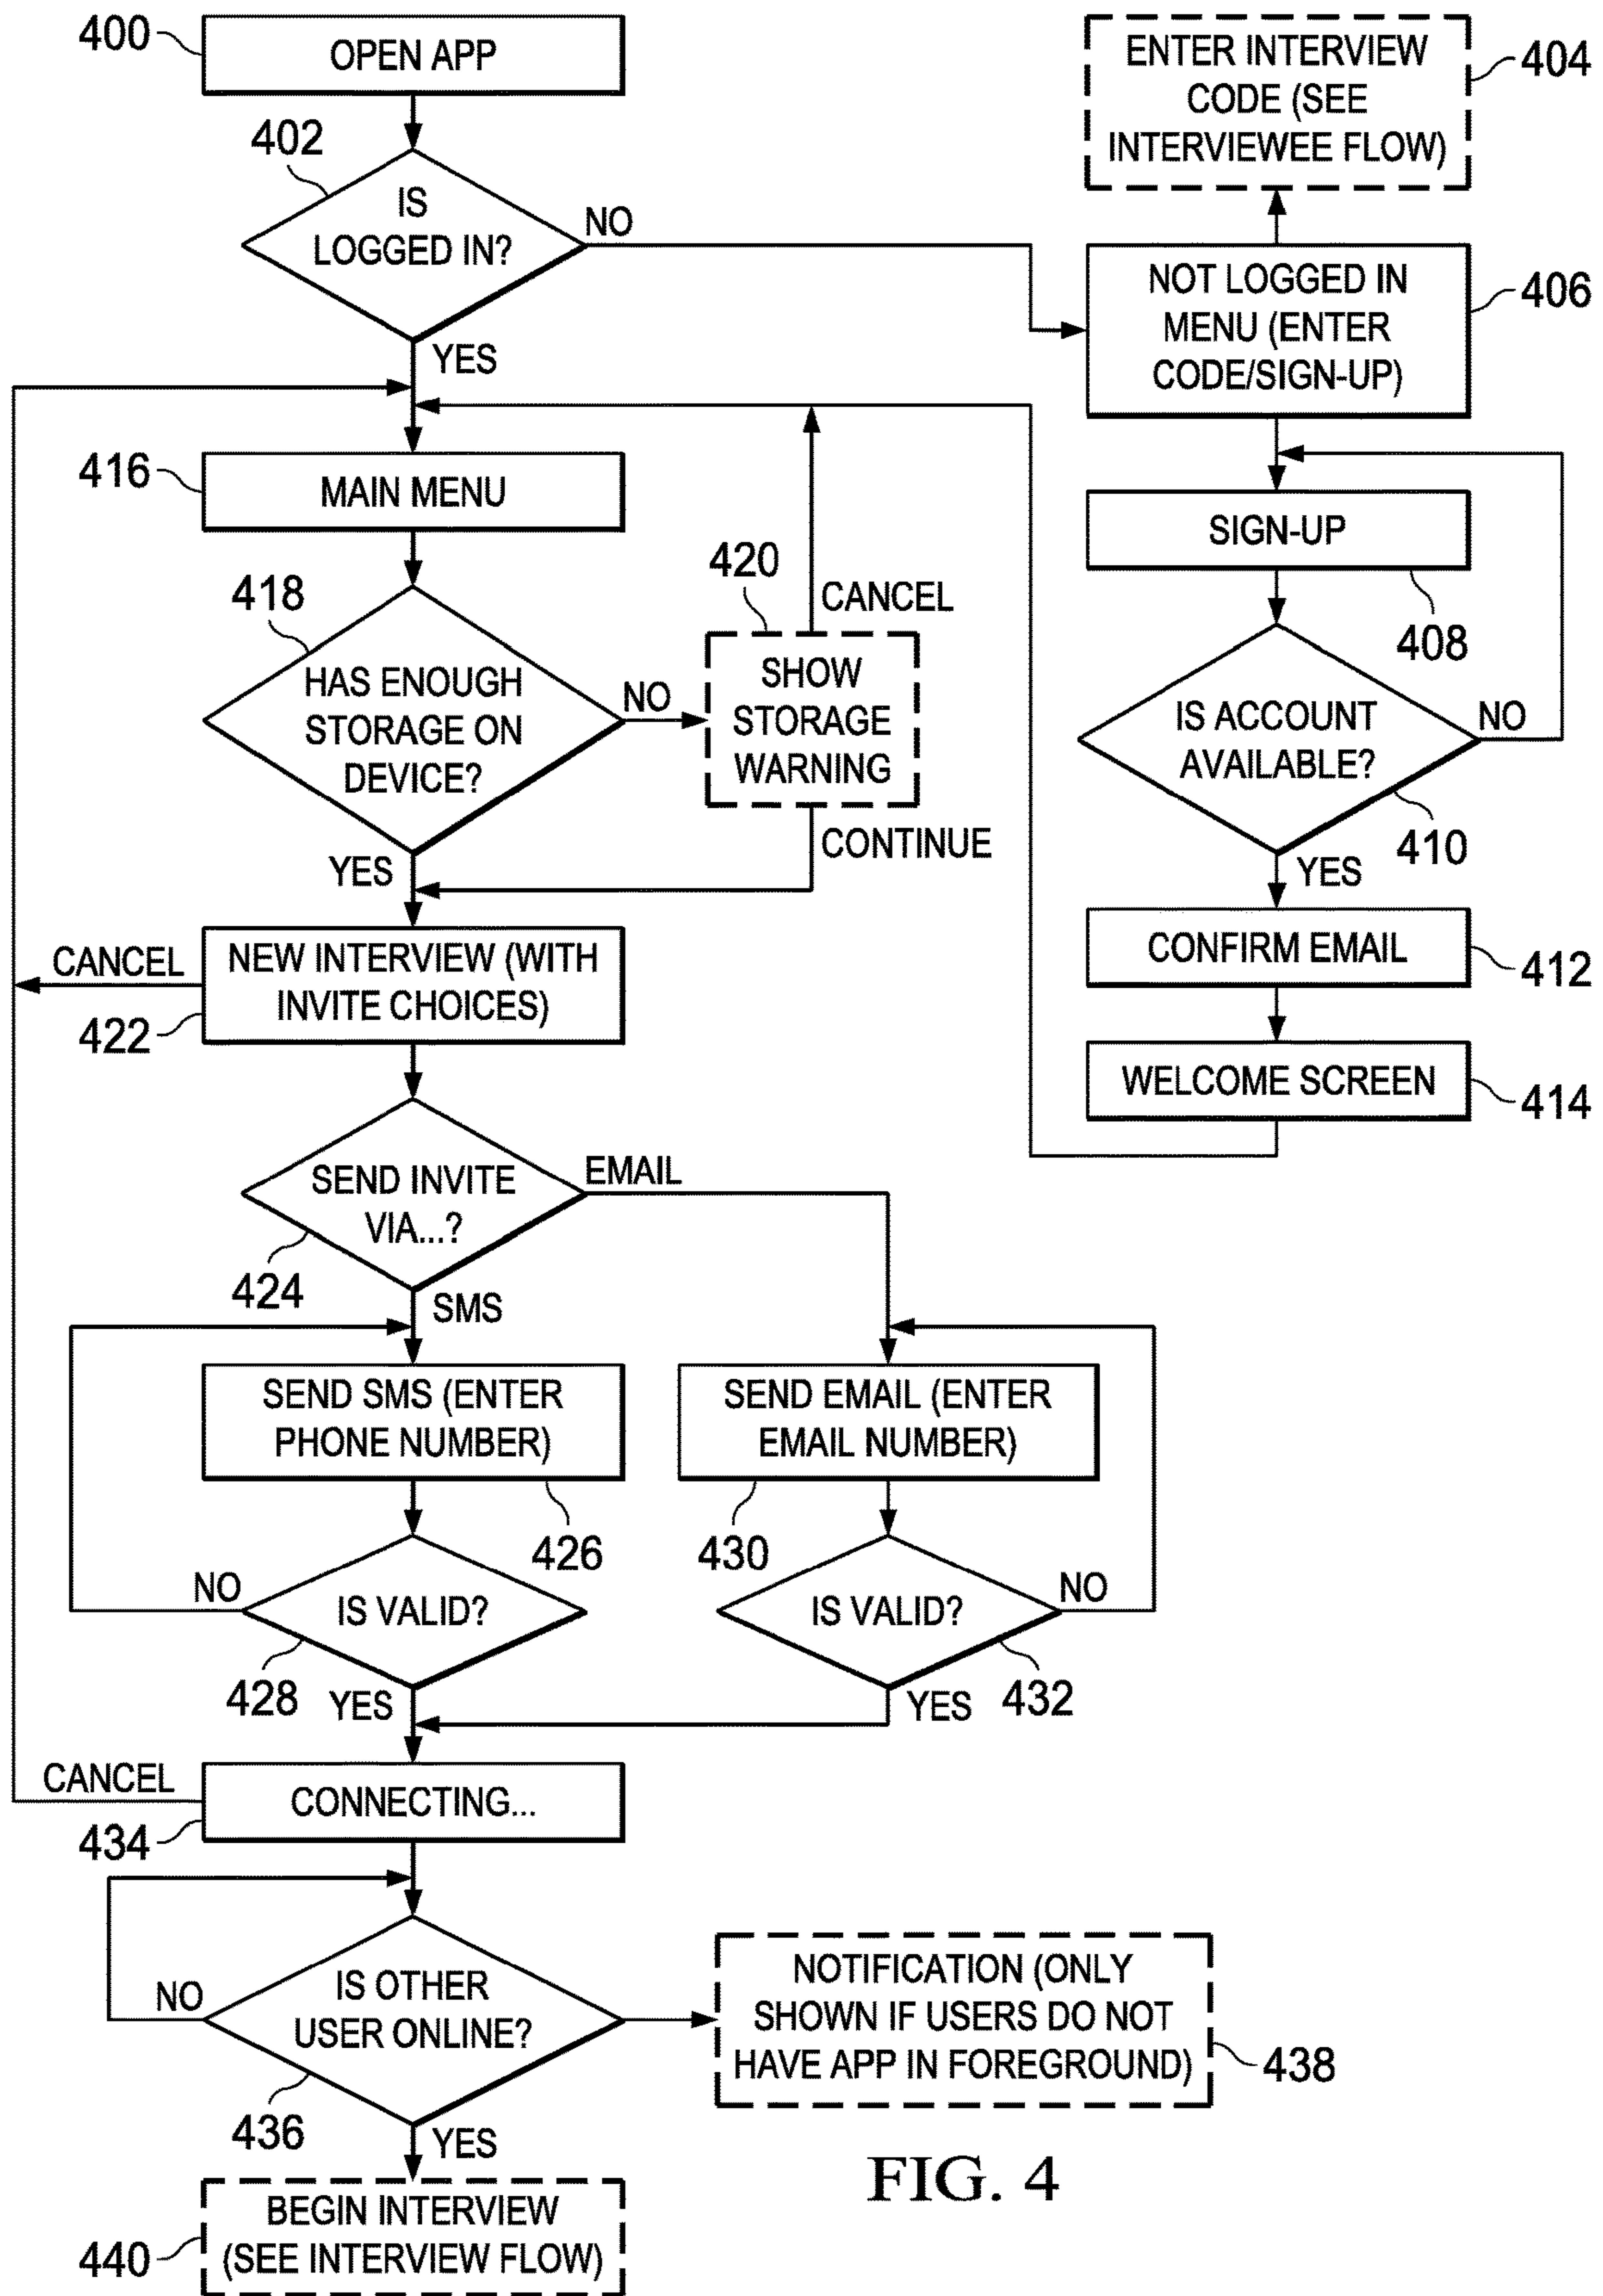 400
OPEN APP
ENTER INTERVIEW
CODE (SEE
INTERVIEWEE FLOW)
404
402
IS
LOGGED IN?
NO
YES
NOT LOGGED IN
MENU (ENTER
CODE/SIGN-UP)
406
416
MAIN MENU
SIGN-UP
408
418
HAS ENOUGH
STORAGE ON
DEVICE?
NO
YES
420
CANCEL
SHOW
STORAGE
WARNING
CONTINUE
IS ACCOUNT
AVAILABLE?
NO
410
YES
CONFIRM EMAIL
412
WELCOME SCREEN
414
CANCEL
NEW INTERVIEW (WITH
INVITE CHOICES)
422
SEND INVITE
VIA...?
EMAIL
424
SMS
SEND SMS (ENTER
PHONE NUMBER)
426
SEND EMAIL (ENTER
EMAIL NUMBER)
430
NO
IS VALID?
428
YES
IS VALID?
NO
432
YES
CANCEL
CONNECTING...
434
NO
IS OTHER
USER ONLINE?
436
YES
NOTIFICATION (ONLY
SHOWN IF USERS DO NOT
HAVE APP IN FOREGROUND)
438
BEGIN INTERVIEW
(SEE INTERVIEW FLOW)
440
FIG. 4